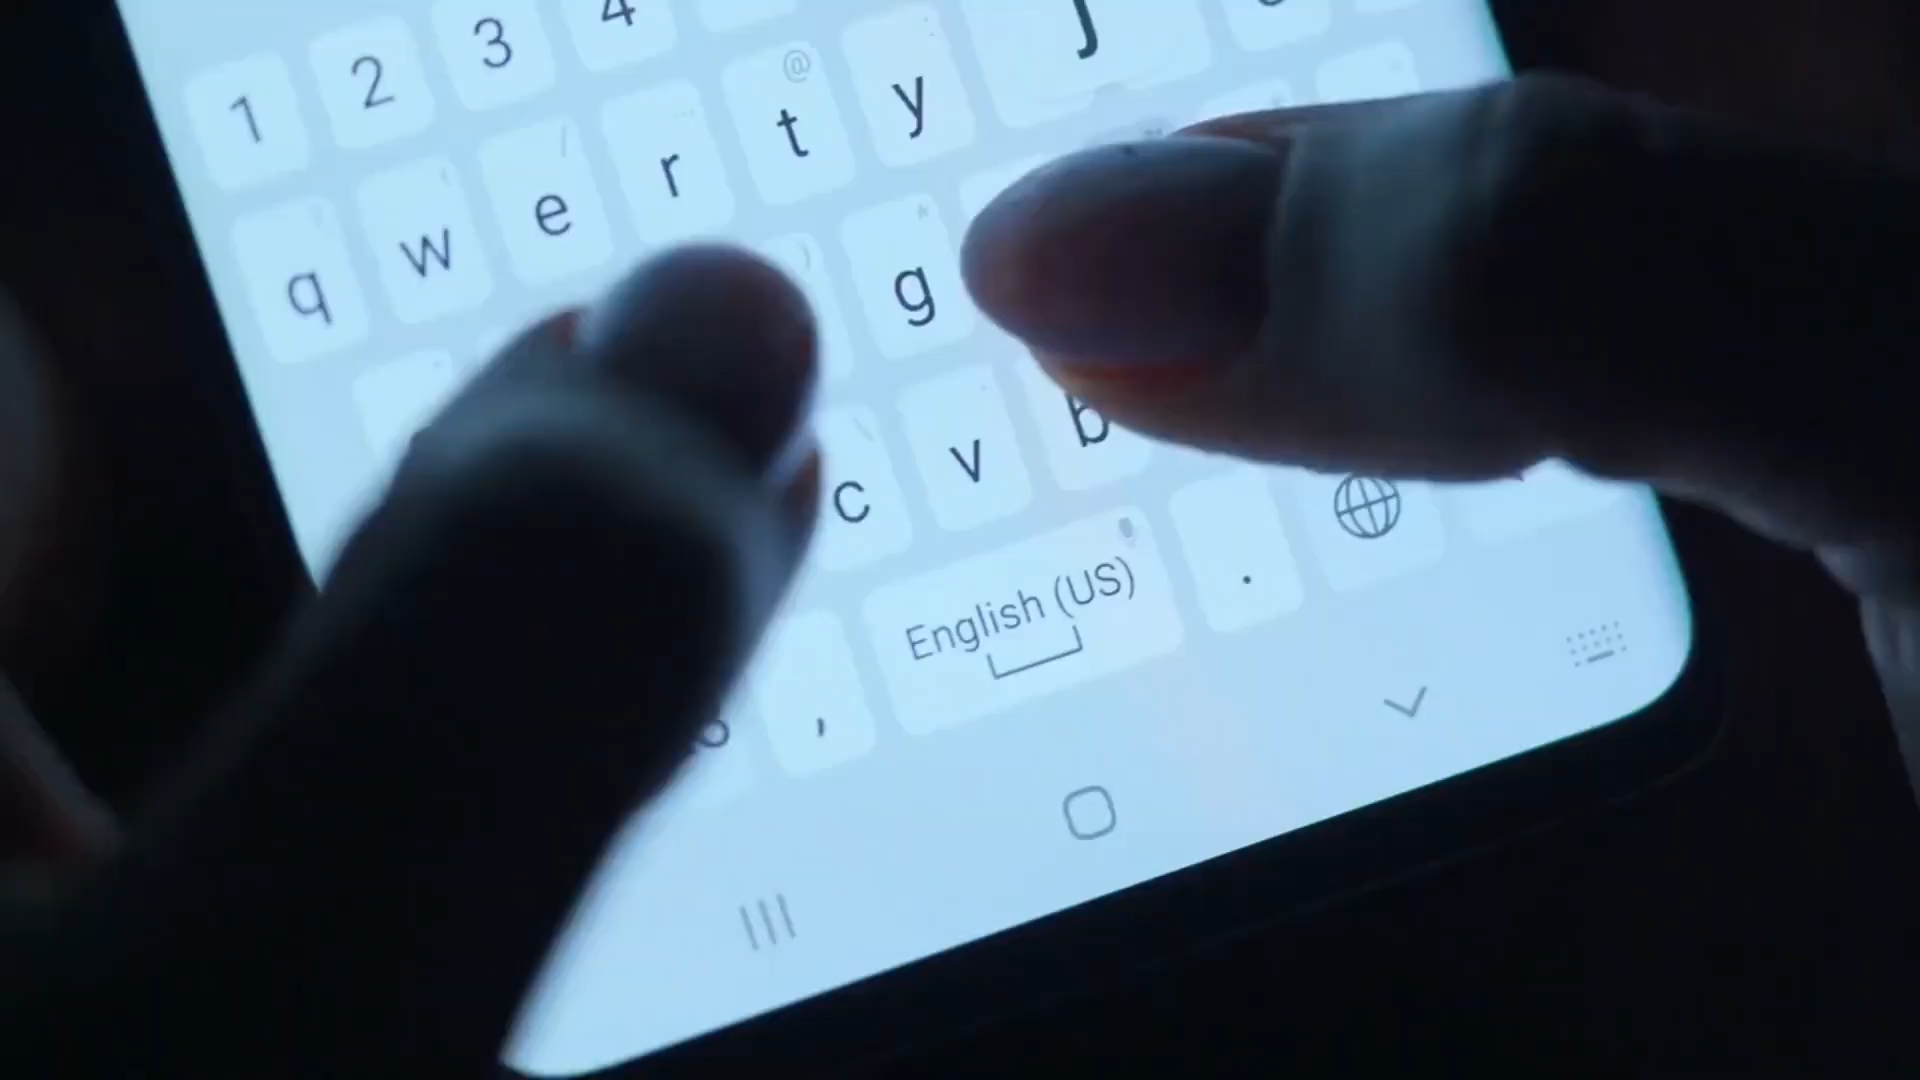 1 2 3 4
q w e r t @ y j
g
c v b
, English (US) .